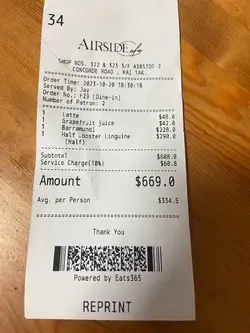 34
AIRSIDE
SHOP NOS. 322 & 323 3/F AIRSIDE 2
CONCORDE ROAD , KAI TAK.
Order Time: 2023-10-20 18:30:18
Served By: Jay
Order No.: F29 (Dine-in)
Number of Patron: 2
1 latte $48.0
1 Grapefruit juice $42.0
1 Barramundi $228.0
1 Half Lobster Linguine $290.0
(Half)
Subtotal $608.0
Service Charge(10%) $60.8
Amount $669.0
Avg. per Person $334.5
Thank You
Powered by Eats365
REPRINT